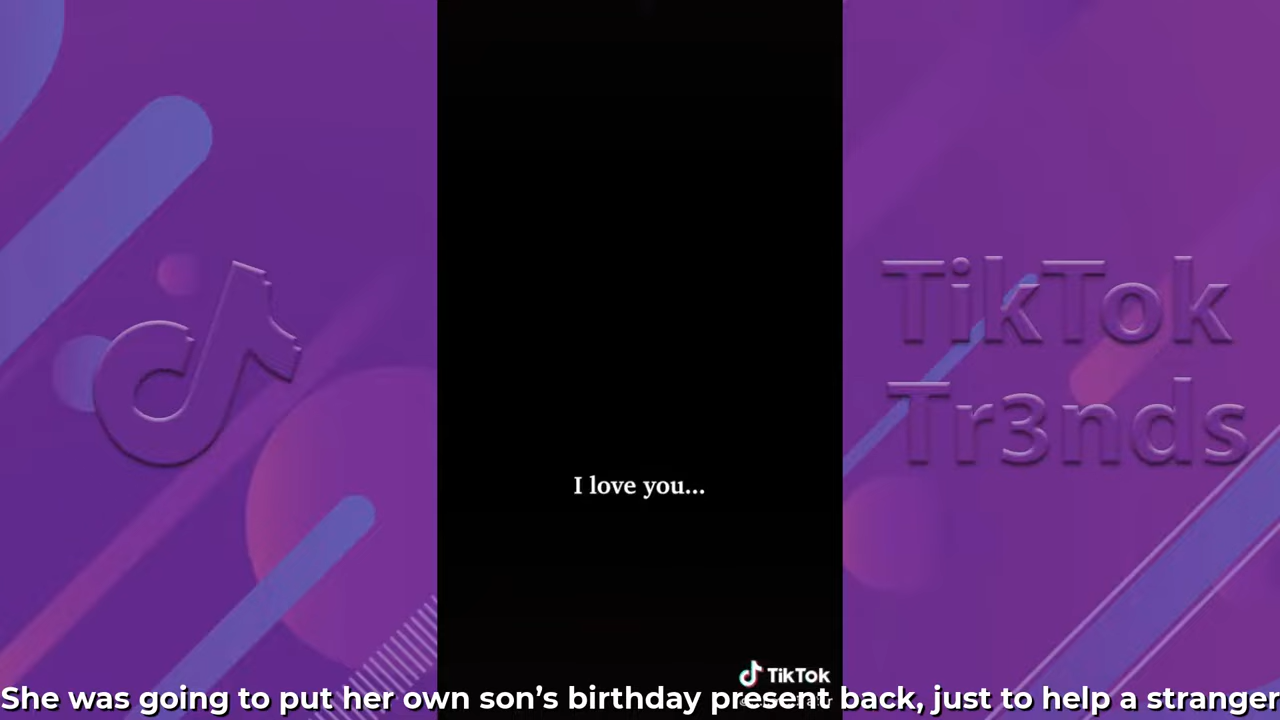 TikTok
Tr3nds
I love you...
TikTok
She was going to put her own son’s birthday present back, just to help a stranger